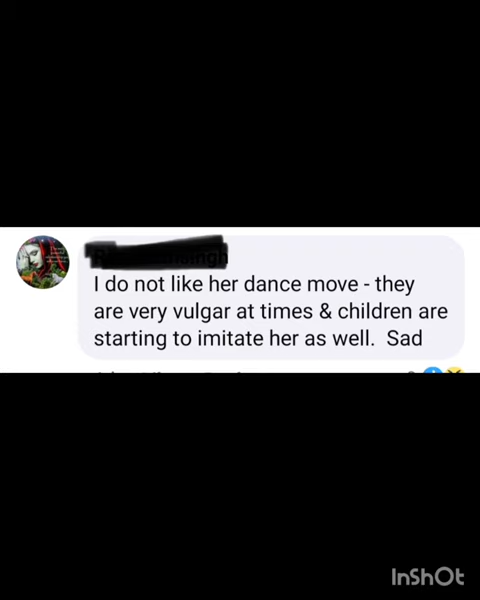 I do not like her dance move - they
are very vulgar at times & children are
starting to imitate her as well.  Sad
InShOt